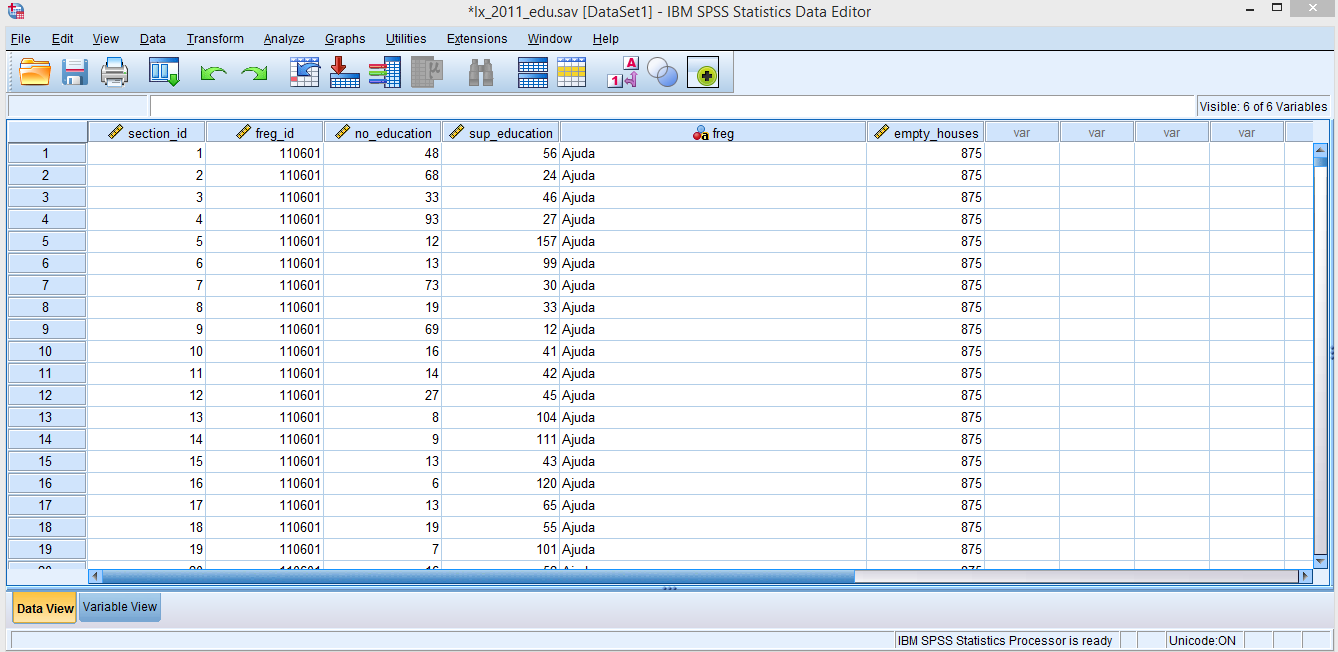 *lx_2011_edu.sav [DataSet1] - IBM SPSS Statistics Data Editor
File Edit View Data Transform Analyze Graphs Utilities Extensions Window Help
Visible: 6 of 6 Variables
section_id freg_id no_education sup_education freg empty_houses var var var var
1 1 110601 48 56 Ajuda 875
2 2 110601 68 24 Ajuda 875
3 3 110601 33 46 Ajuda 875
4 4 110601 93 27 Ajuda 875
5 5 110601 12 157 Ajuda 875
6 6 110601 13 99 Ajuda 875
7 7 110601 73 30 Ajuda 875
8 8 110601 19 33 Ajuda 875
9 9 110601 69 12 Ajuda 875
10 10 110601 16 41 Ajuda 875
11 11 110601 14 42 Ajuda 875
12 12 110601 27 45 Ajuda 875
13 13 110601 8 104 Ajuda 875
14 14 110601 9 111 Ajuda 875
15 15 110601 13 43 Ajuda 875
16 16 110601 6 120 Ajuda 875
17 17 110601 13 65 Ajuda 875
18 18 110601 19 55 Ajuda 875
19 19 110601 7 101 Ajuda 875
Data View Variable View
IBM SPSS Statistics Processor is ready Unicode:ON